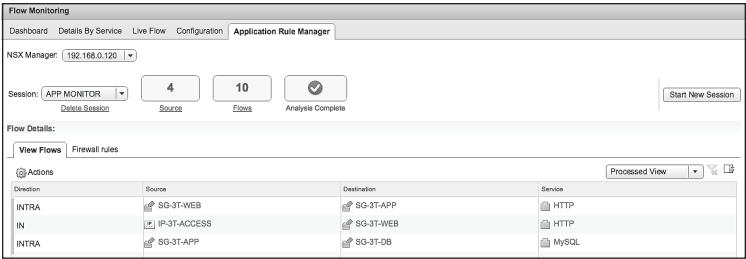 Flow Monitoring
Dashboard Details By Service Live Flow Configuration Application Rule Manager
NSX Manager: 192.168.0.120
Session: APP MONITOR 4 10 Start New Session
Delete Session Source Flows Analysis Complete
Flow Details:
View Flows Firewall rules
Actions Processed View
Direction Source Destination Service
INTRA SG-3T-WEB SG-3T-APP HTTP
IN IP-3T-ACCESS SG-3T-WEB HTTP
INTRA SG-3T-APP SG-3T-DB MySQL